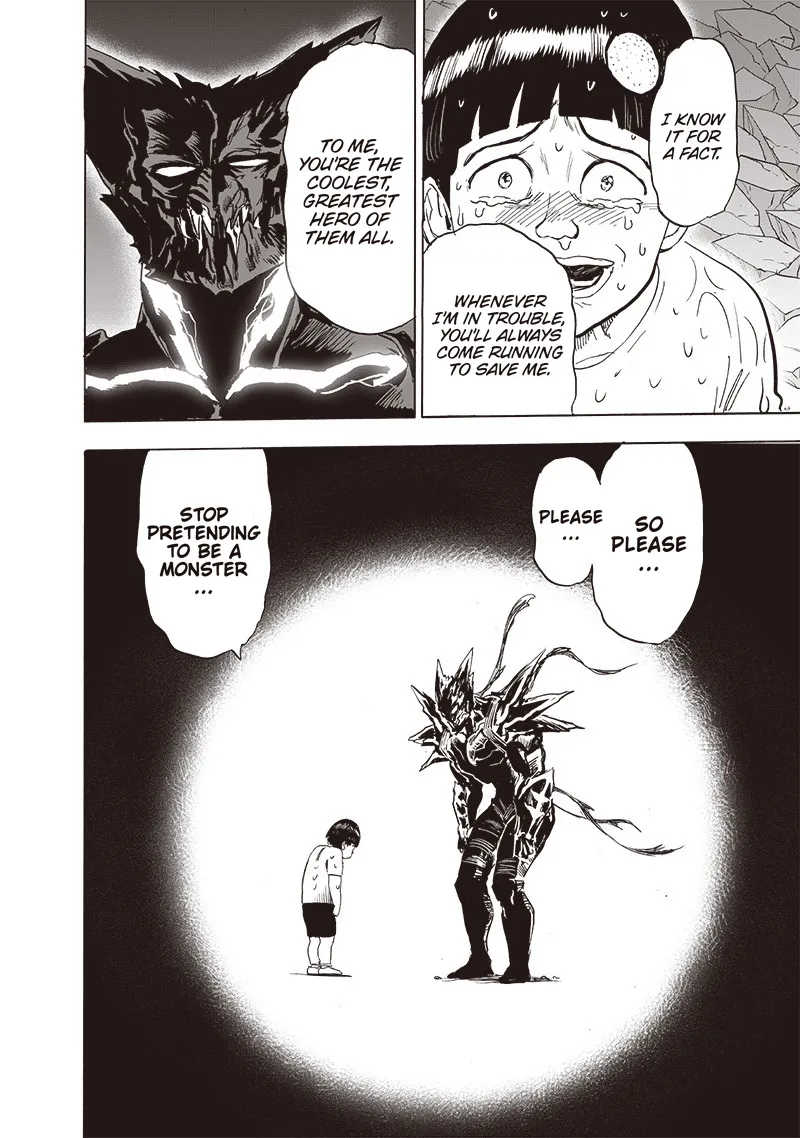 I KNOW
IT FOR
A FACT.
WHENEVER
I'M IN TROUBLE,
YOU'LL ALWAYS
COME RUNNING
TO SAVE ME.
TO ME,
YOU'RE THE
COOLEST,
GREATEST
HERO OF
THEM ALL.
SO
PLEASE
...
PLEASE
...
STOP
PRETENDING
TO BE A
MONSTER
...